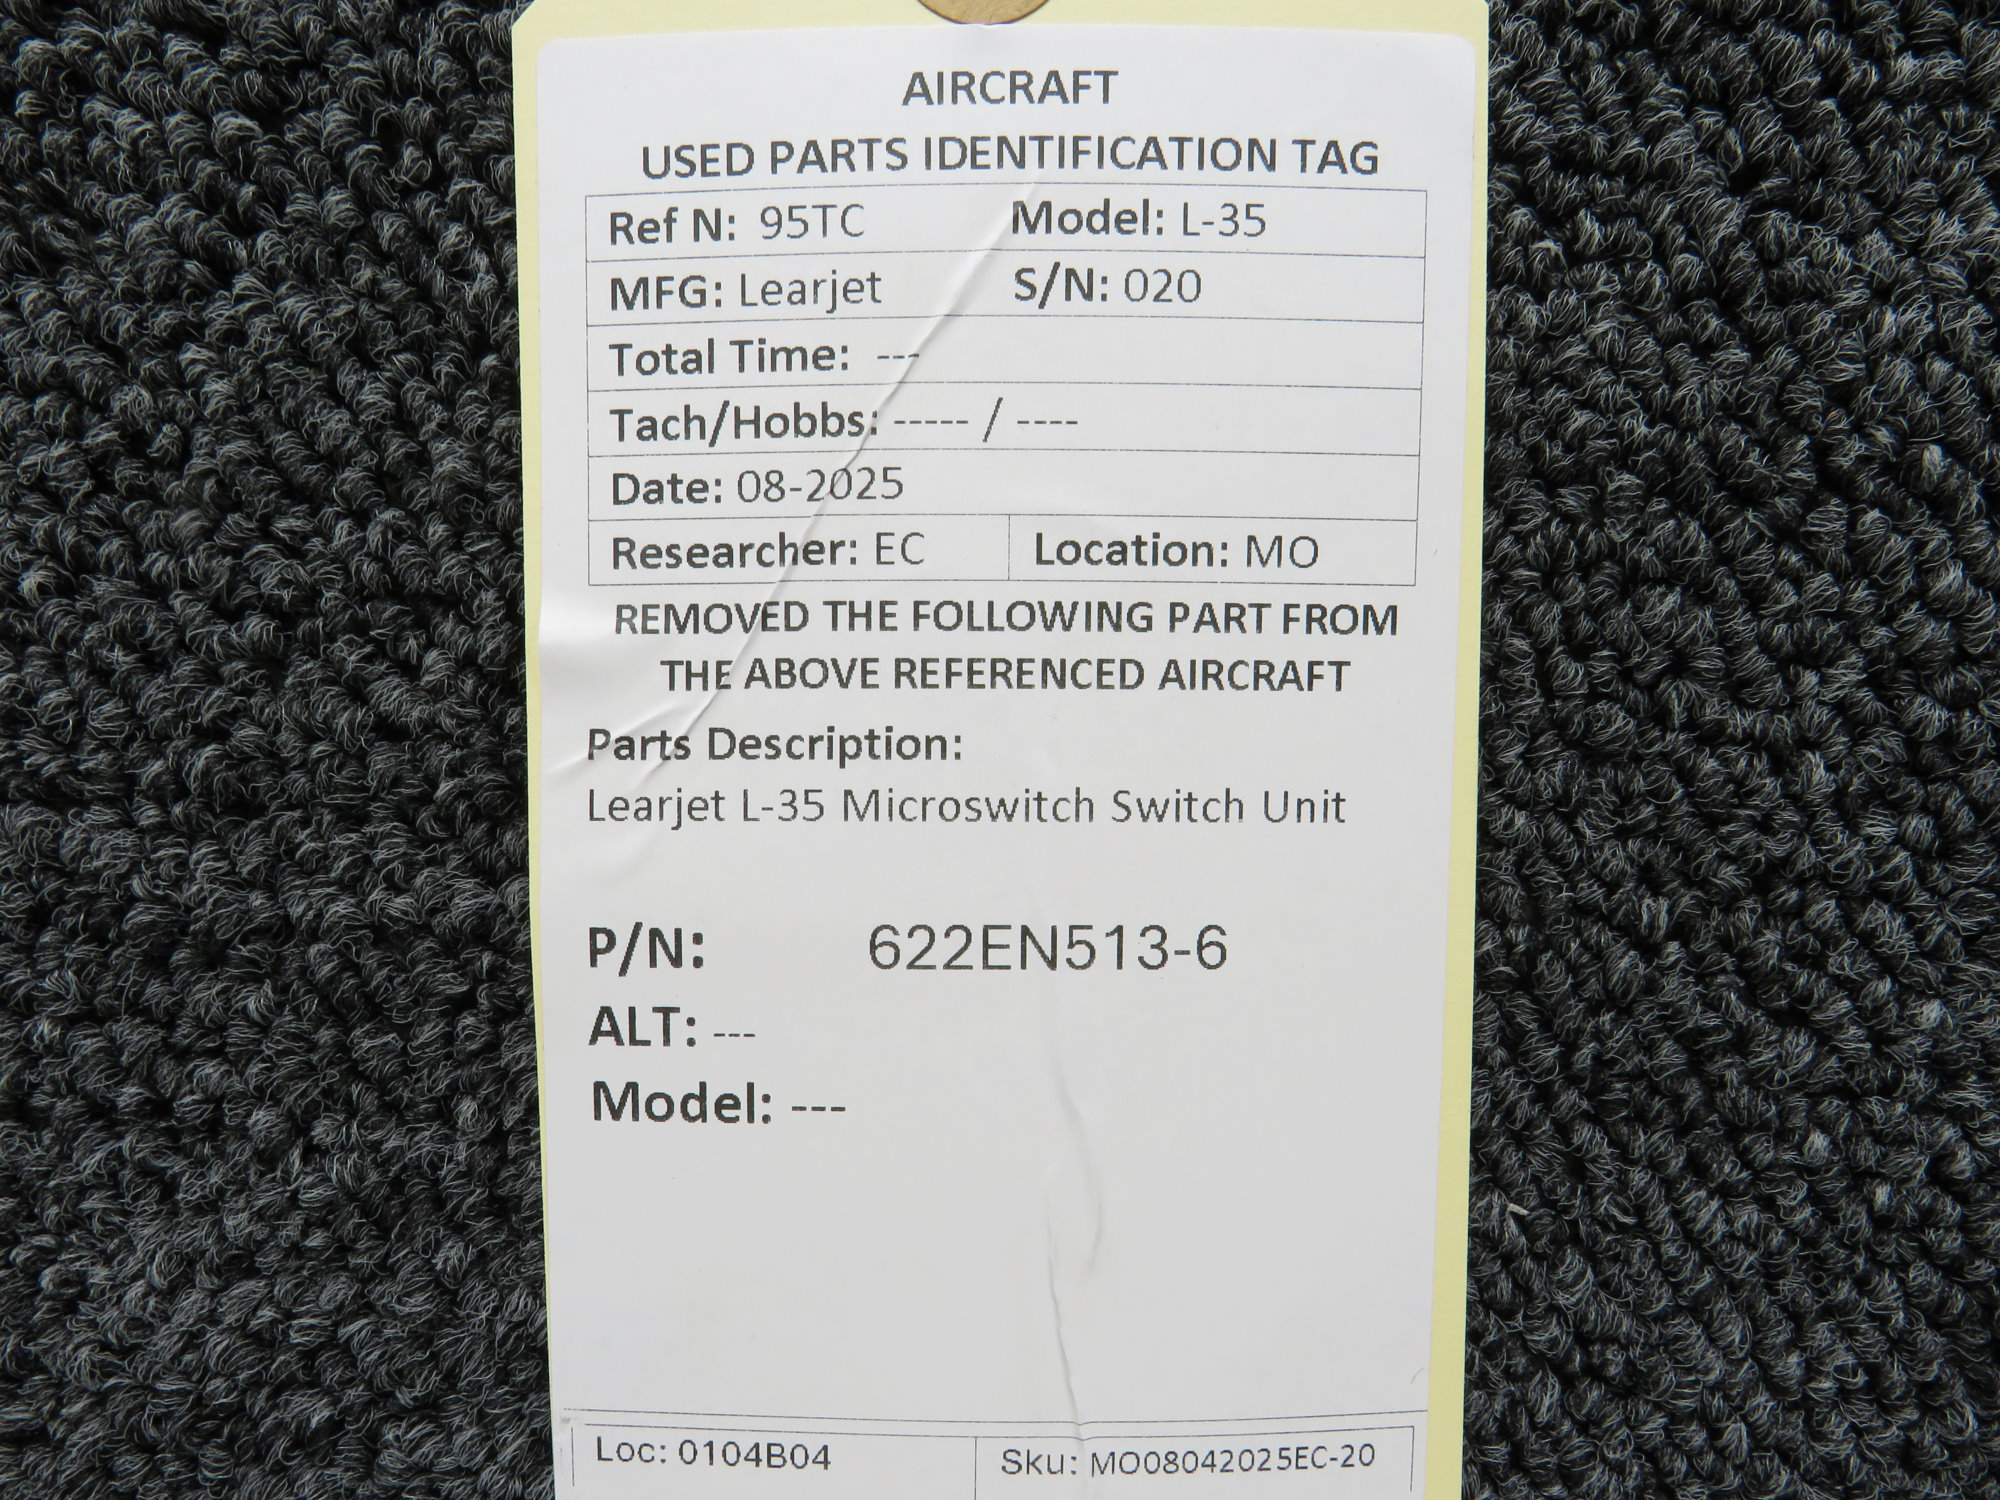 AIRCRAFT
USED PARTS IDENTIFICATION TAG
Ref N: 95TC Model: L-35
MFG: Learjet S/N: 020
Total Time: ---
Tach/Hobbs: ----- / ----
Date: 08-2025
Researcher: EC Location: MO
REMOVED THE FOLLOWING PART FROM
THE ABOVE REFERENCED AIRCRAFT
Parts Description:
Learjet L-35 Microswitch Switch Unit
P/N: 622EN513-6
ALT: ---
Model: ---
Loc: 0104B04 Sku: MO08042025EC-20